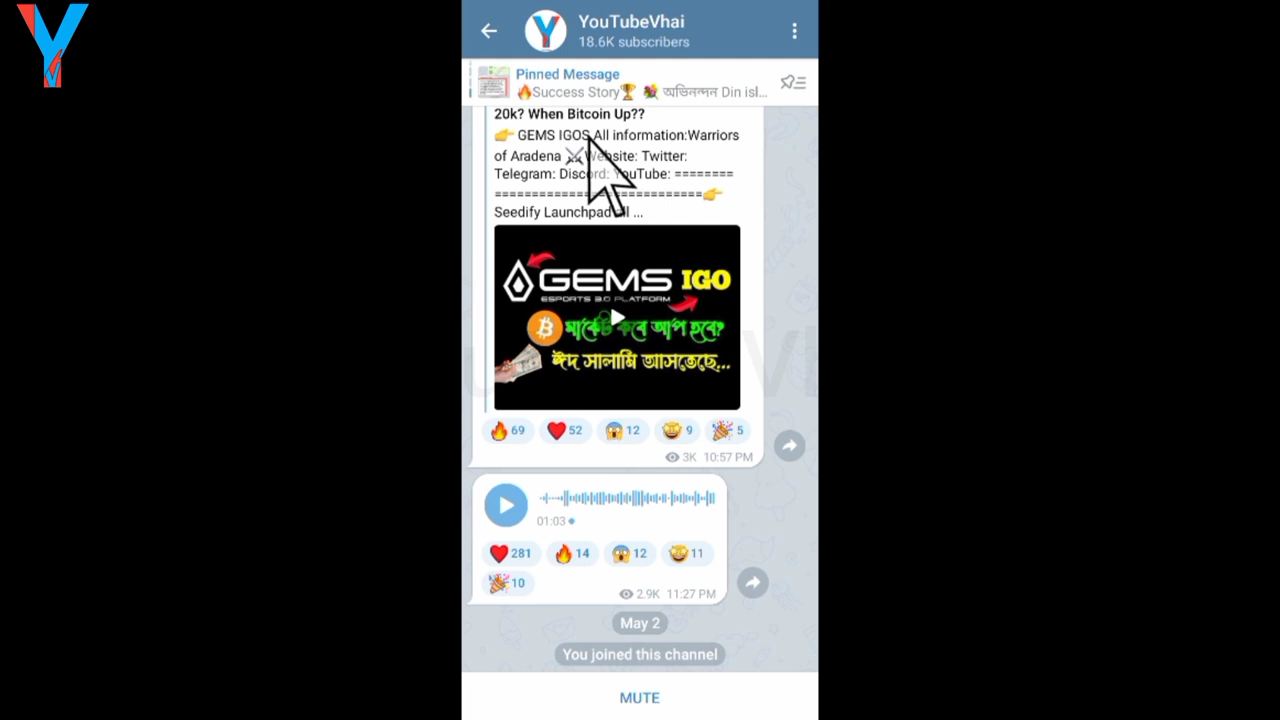 YouTubeVhai
18.6K subscribers
Pinned Message
🔥Success Story🏆 💐 অভিনন্দন Din isl...
20k? When Bitcoin Up??
👉 GEMS IGOS All information:Warriors
of Aradena ⚔Website: Twitter:
Telegram: Discord: YouTube: ========
============================👉
Seedify Launchpad all ...
GEMS IGO
ESPORTS 3.0 PLATFORM
মার্কেট কবে আপ হবে?
ঈদ সালামি আসতেছে...
🔥 69 ❤ 52 😱 12 🤩 9 🎉 5
3K 10:57 PM
01:03
❤ 281 🔥 14 😱 12 🤩 11
🎉 10
2.9K 11:27 PM
May 2
You joined this channel
MUTE